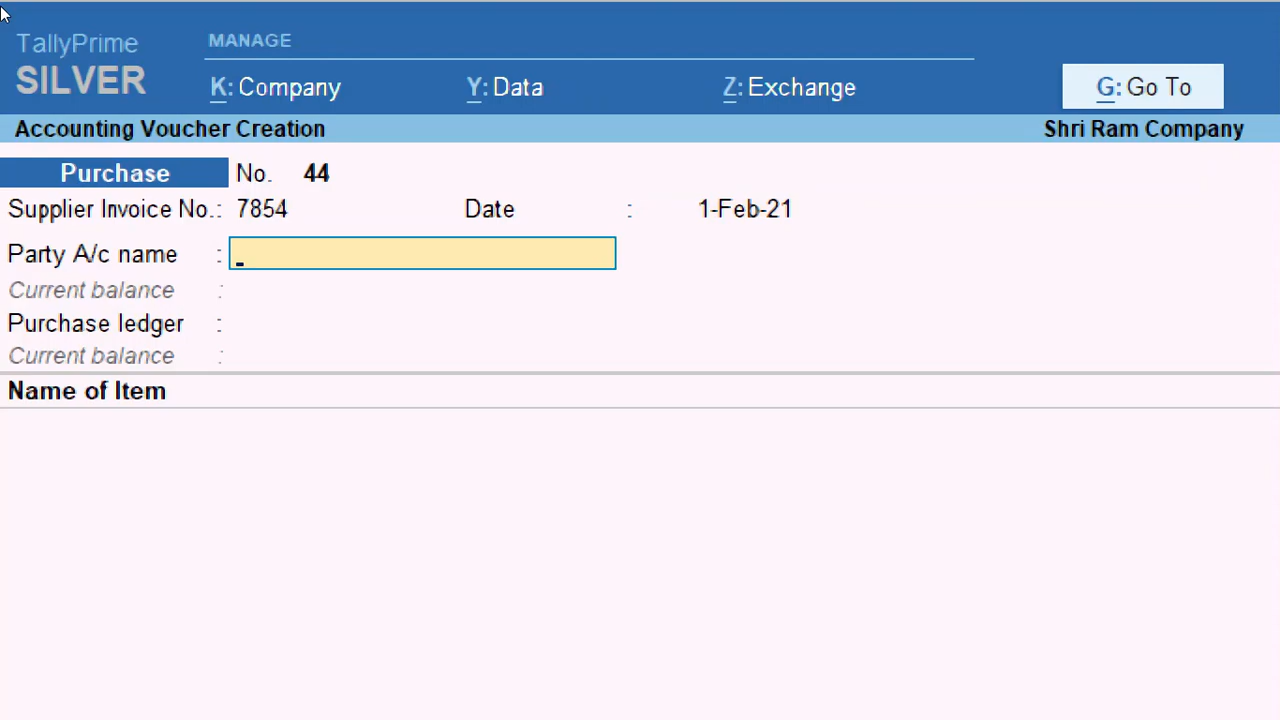 TallyPrime
MANAGE
SILVER
K: Company Y: Data Z: Exchange G: Go To
Accounting Voucher Creation Shri Ram Company
Purchase No. 44
Supplier Invoice No.: 7854 Date : 1-Feb-21
Party A/c name :
Current balance :
Purchase ledger :
Current balance :
Name of Item